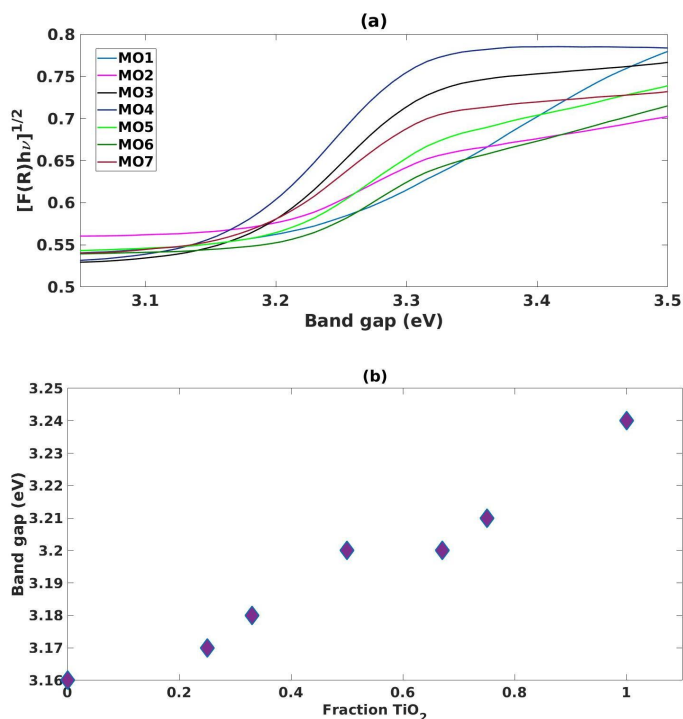 (a)
0.8
0.75
0.7
0.65
0.6
0.55
0.5
[F(R)hν]^1/2
MO1
MO2
MO3
MO4
MO5
MO6
MO7
3.1 3.2 3.3 3.4 3.5
Band gap (eV)
(b)
3.25
3.24
3.23
3.22
3.21
3.2
3.19
3.18
3.17
3.16
Band gap (eV)
0 0.2 0.4 0.6 0.8 1
Fraction TiO₂